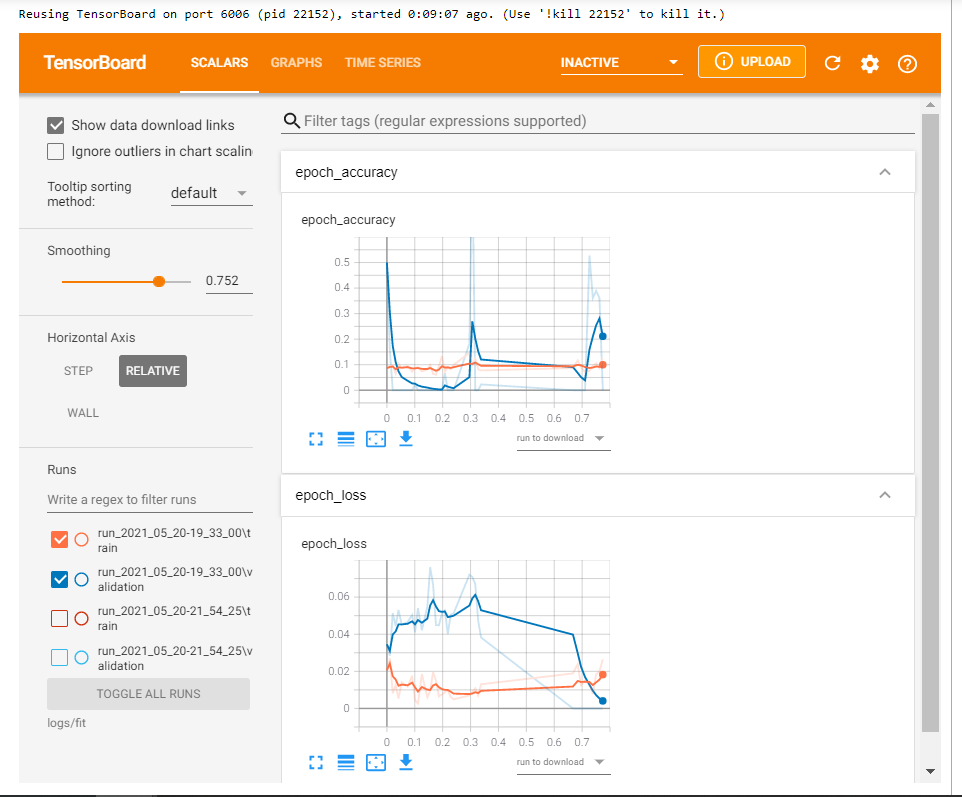 Reusing TensorBoard on port 6006 (pid 22152), started 0:09:07 ago. (Use '!kill 22152' to kill it.)
TensorBoard
SCALARS
GRAPHS
TIME SERIES
INACTIVE
UPLOAD
Show data download links
Ignore outliers in chart scalin
Tooltip sorting
method:
default
Smoothing
0.752
Horizontal Axis
STEP
RELATIVE
WALL
Runs
Write a regex to filter runs
run_2021_05_20-19_33_00\t
rain
run_2021_05_20-19_33_00\v
alidation
run_2021_05_20-21_54_25\t
rain
run_2021_05_20-21_54_25\v
alidation
TOGGLE ALL RUNS
logs/fit
Filter tags (regular expressions supported)
epoch_accuracy
epoch_accuracy
0.5
0.4
0.3
0.2
0.1
0
0 0.1 0.2 0.3 0.4 0.5 0.6 0.7
run to download
epoch_loss
epoch_loss
0.06
0.04
0.02
0
0 0.1 0.2 0.3 0.4 0.5 0.6 0.7
run to download